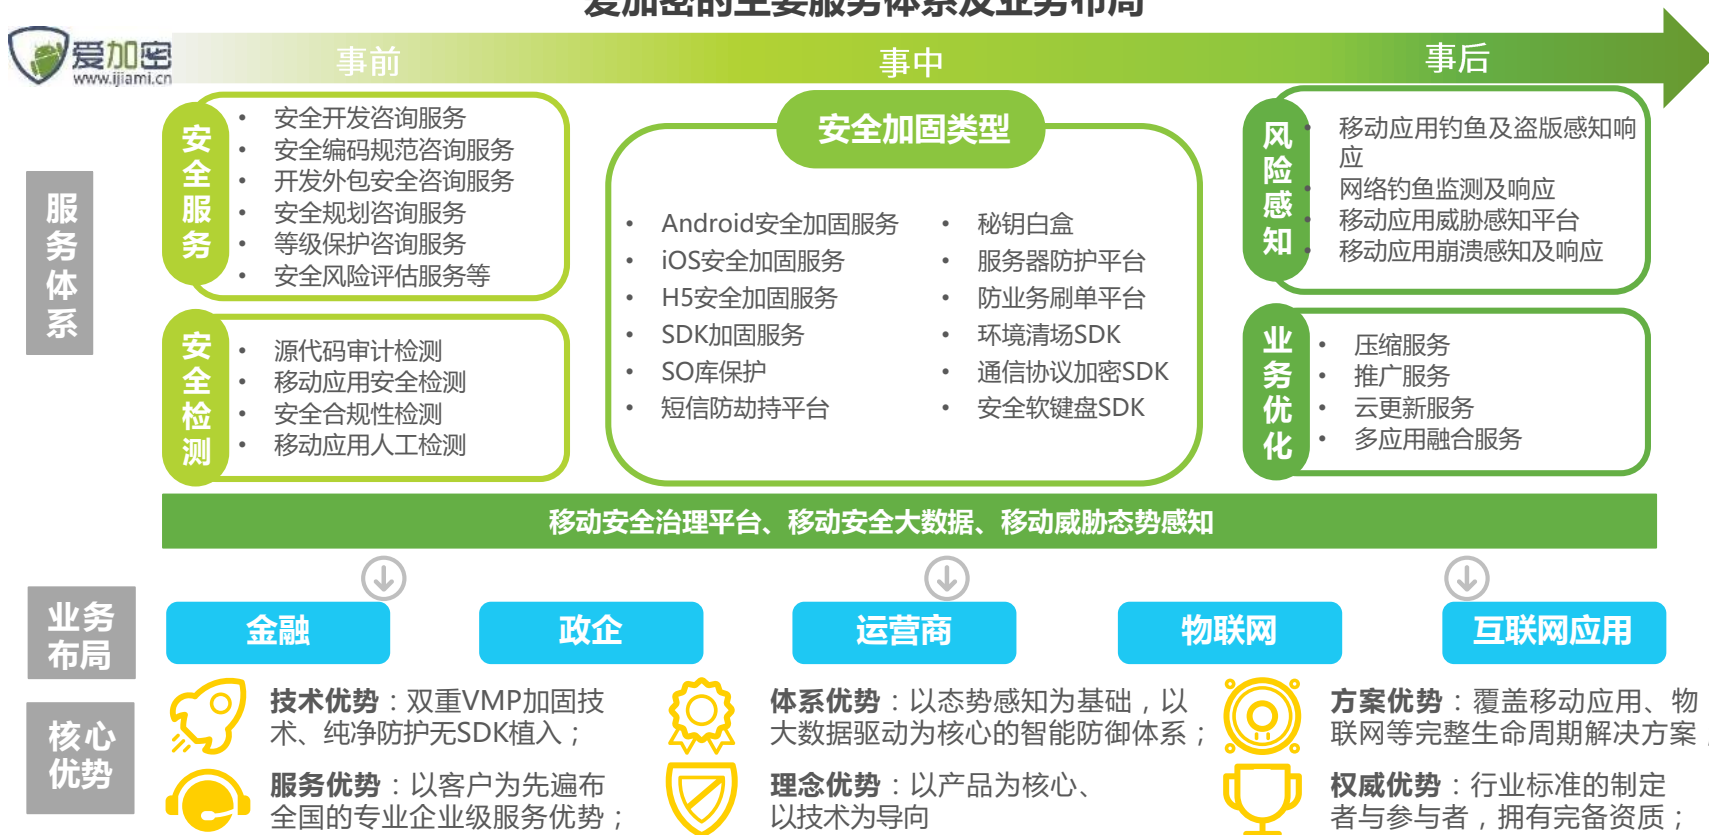 爱加密的主要服务体系及业务布局
爱加密
www.ijiami.cn
事前
事中
事后
服务体系
安全服务
• 安全开发咨询服务
• 安全编码规范咨询服务
• 开发外包安全咨询服务
• 安全规划咨询服务
• 等级保护咨询服务
• 安全风险评估服务等
安全检测
• 源代码审计检测
• 移动应用安全检测
• 安全合规性检测
• 移动应用人工检测
安全加固类型
• Android安全加固服务
• iOS安全加固服务
• H5安全加固服务
• SDK加固服务
• SO库保护
• 短信防劫持平台
• 秘钥白盒
• 服务器防护平台
• 防业务刷单平台
• 环境清场SDK
• 通信协议加密SDK
• 安全软键盘SDK
风险感知
• 移动应用钓鱼及盗版感知响
应
• 网络钓鱼监测及响应
• 移动应用威胁感知平台
• 移动应用崩溃感知及响应
业务优化
• 压缩服务
• 推广服务
• 云更新服务
• 多应用融合服务
移动安全治理平台、移动安全大数据、移动威胁态势感知
业务
布局
金融
政企
运营商
物联网
互联网应用
核心
优势
技术优势：双重VMP加固技
术、纯净防护无SDK植入；
体系优势：以态势感知为基础，以
大数据驱动为核心的智能防御体系；
方案优势：覆盖移动应用、物
联网等完整生命周期解决方案；
服务优势：以客户为先遍布
全国的专业企业级服务优势；
理念优势：以产品为核心、
以技术为导向
权威优势：行业标准的制定
者与参与者，拥有完备资质；